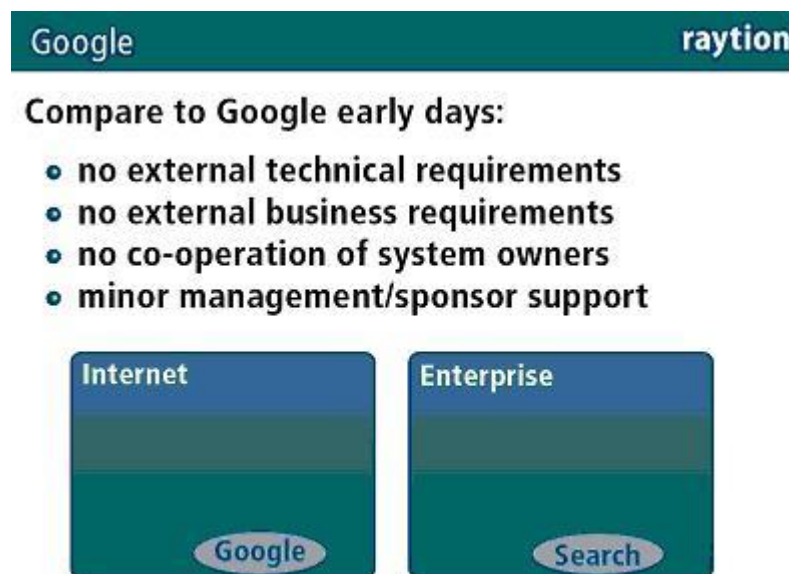 Google
raytion
Compare to Google early days:
no external technical requirements
no external business requirements
no co-operation of system owners
minor management/sponsor support
Internet
Enterprise
Google
Search